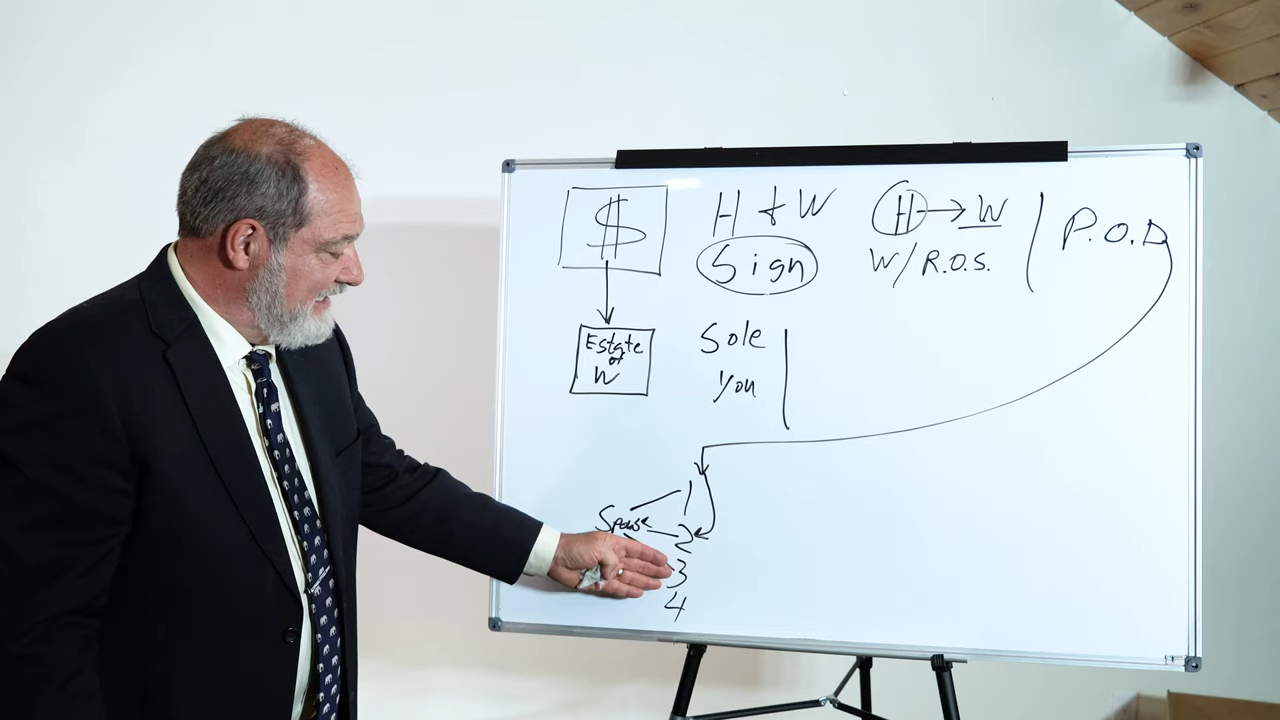 $ H & W H → W P.O.D
Sign W/R.O.S.
Estate
of
W
Sole
You
1
Spouse 2
3
4